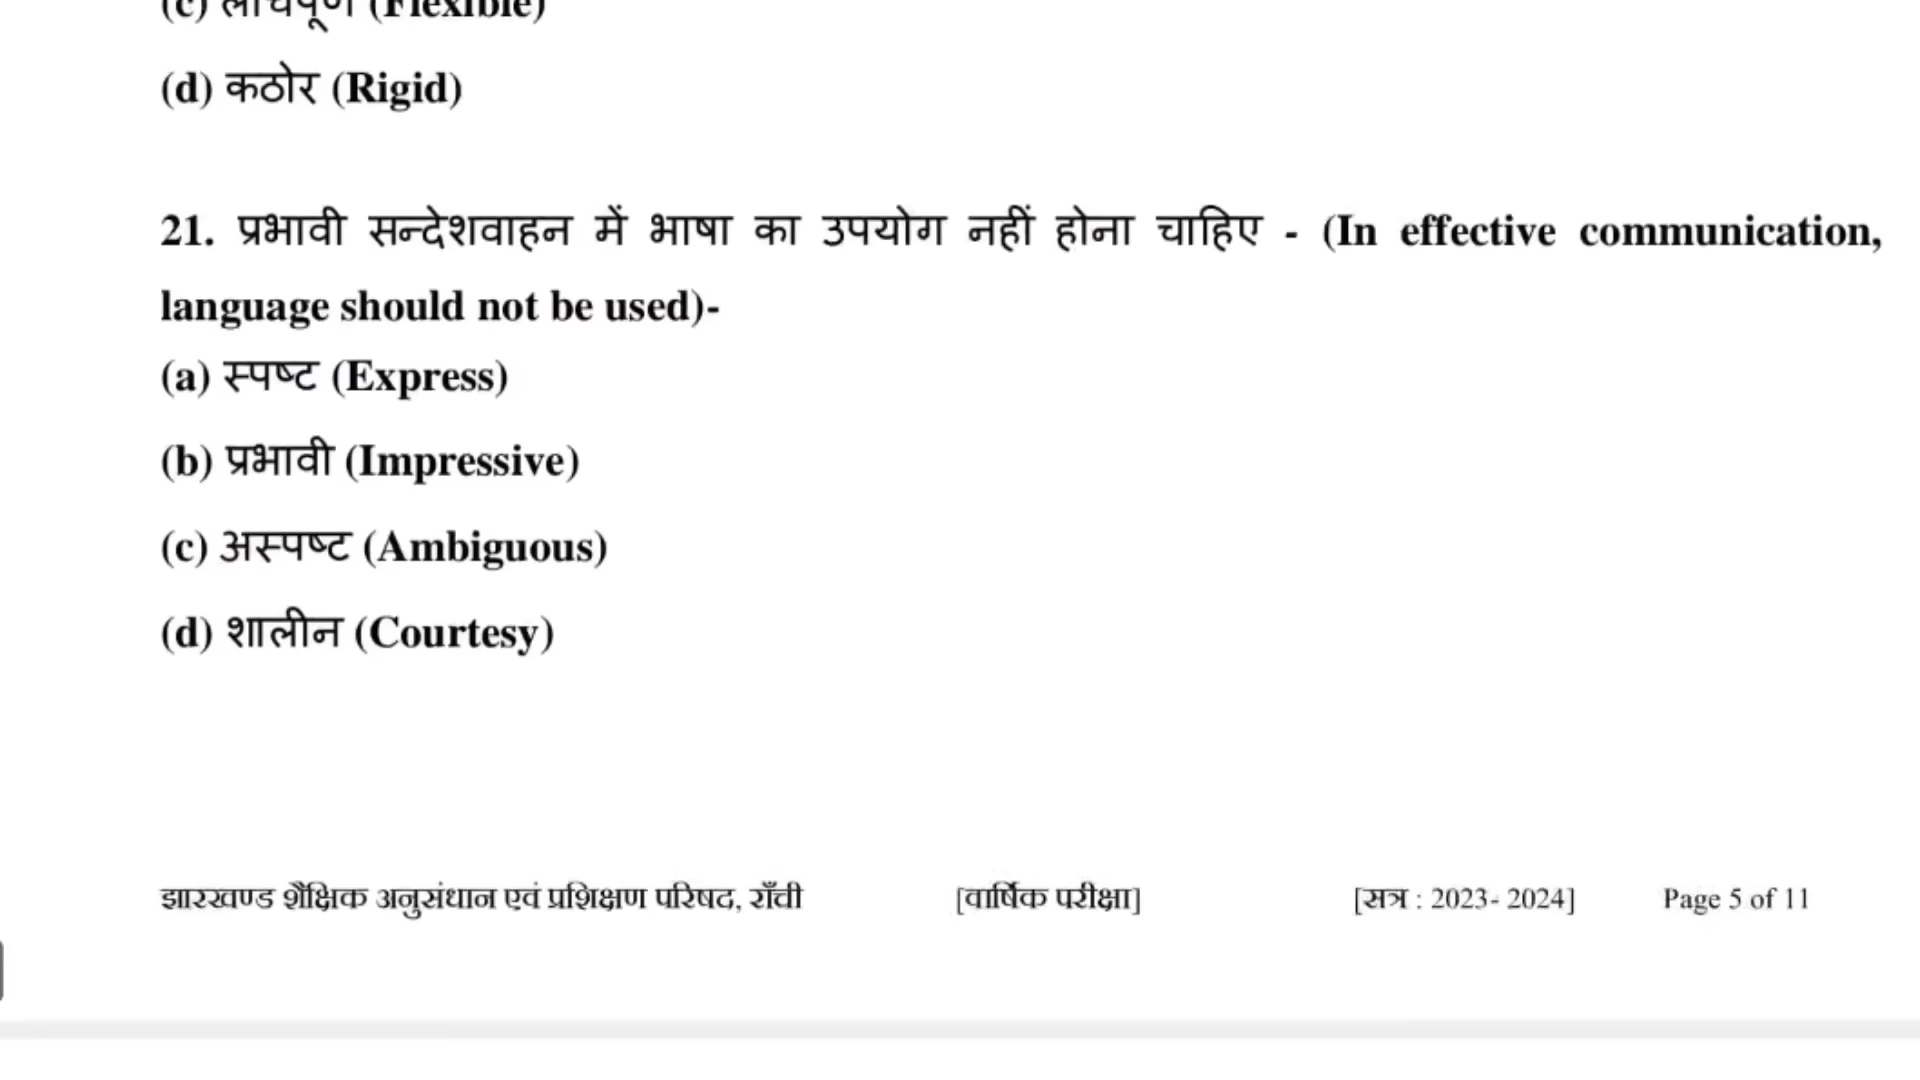 (c) लोचपूर्ण (Flexible)
(d) कठोर (Rigid)
21. प्रभावी सन्देशवाहन में भाषा का उपयोग नहीं होना चाहिए - (In effective communication,
language should not be used)-
(a) स्पष्ट (Express)
(b) प्रभावी (Impressive)
(c) अस्पष्ट (Ambiguous)
(d) शालीन (Courtesy)
झारखण्ड शैक्षिक अनुसंधान एवं प्रशिक्षण परिषद, राँची [वार्षिक परीक्षा] [सत्र : 2023- 2024] Page 5 of 11